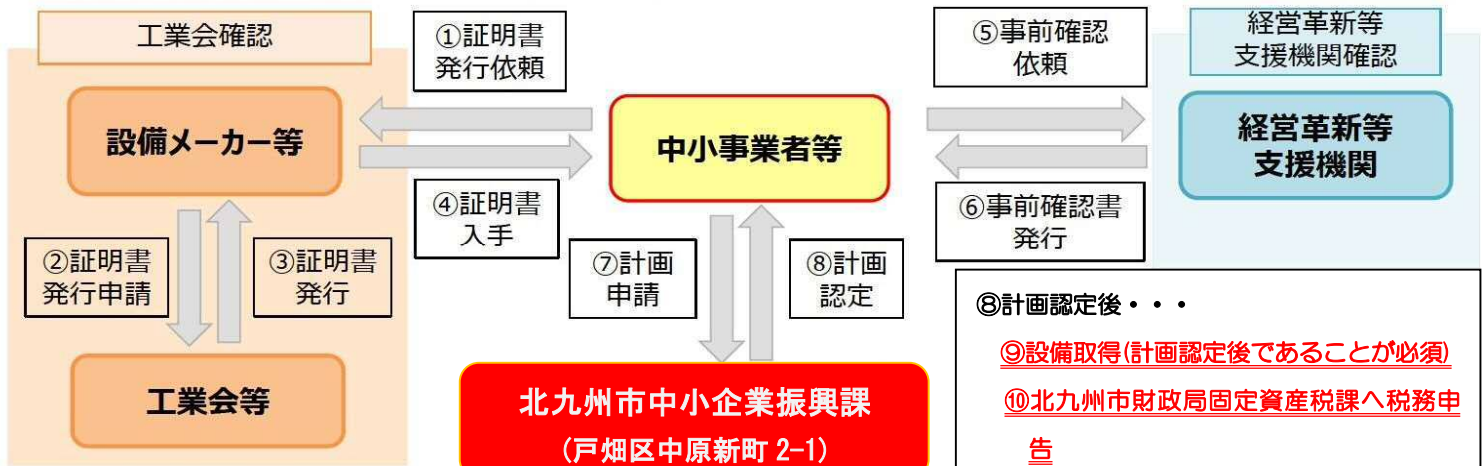 工業会確認
①証明書
発行依頼
⑤事前確認
依頼
経営革新等
支援機関確認
設備メーカー等
中小事業者等
経営革新等
支援機関
④証明書
入手
⑥事前確認書
発行
②証明書
発行申請
③証明書
発行
⑦計画
申請
⑧計画
認定
工業会等
北九州市中小企業振興課
(戸畑区中原新町 2-1)
⑧計画認定後・・・
⑨設備取得(計画認定後であることが必須)
⑩北九州市財政局固定資産税課へ税務申
告